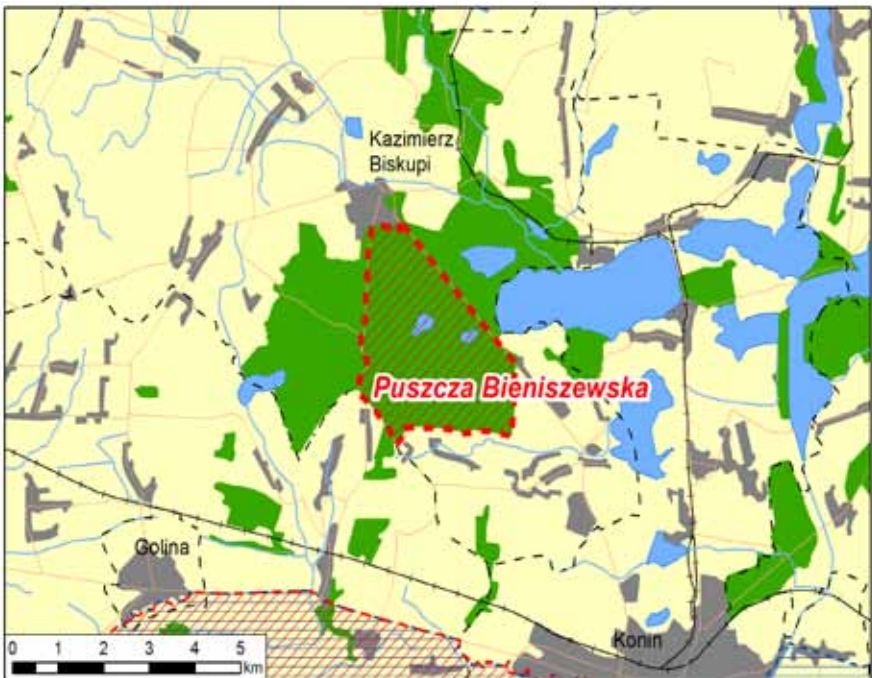 Kazimierz
Biskupi
Puszcza Bieniszewska
Golina
Konin
0 1 2 3 4 5
km